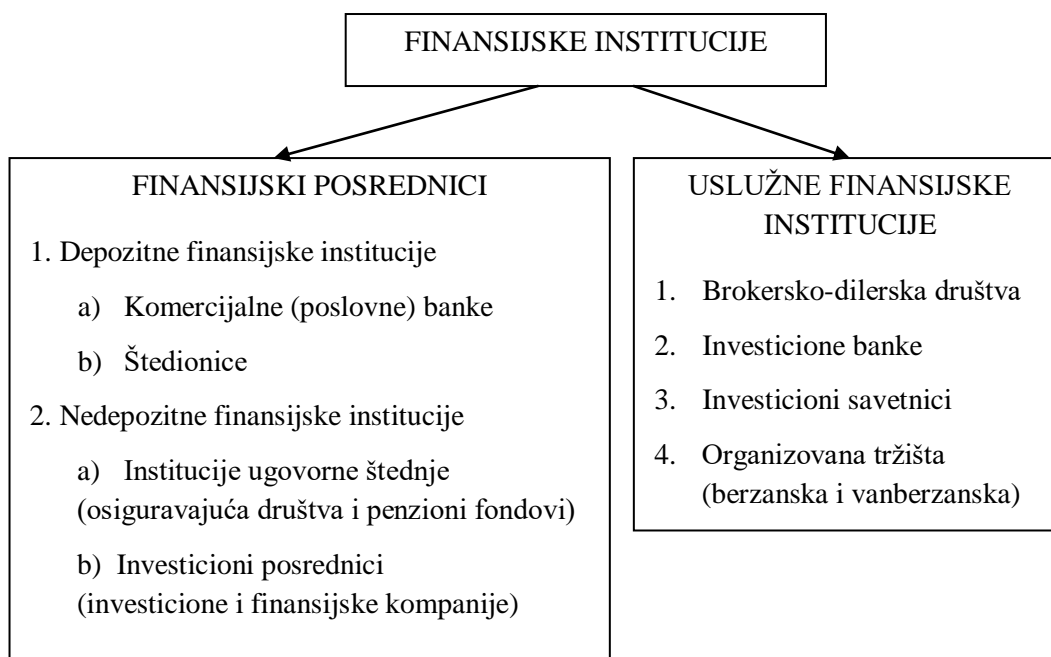 FINANSIJSKE INSTITUCIJE
FINANSIJSKI POSREDNICI
1. Depozitne finansijske institucije
a) Komercijalne (poslovne) banke
b) Štedionice
2. Nedepozitne finansijske institucije
a) Institucije ugovorne štednje
(osiguravajuća društva i penzioni fondovi)
b) Investicioni posrednici
(investicione i finansijske kompanije)
USLUŽNE FINANSIJSKE
INSTITUCIJE
1. Brokersko-dilerska društva
2. Investicione banke
3. Investicioni savetnici
4. Organizovana tržišta
(berzanska i vanberzanska)